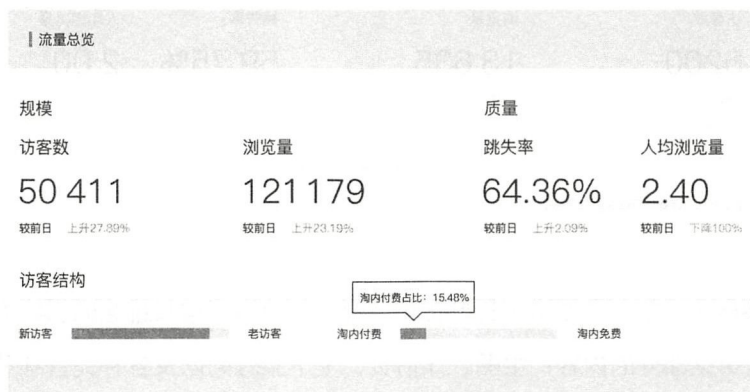 流量总览
规模
质量
访客数
浏览量
跳失率
人均浏览量
50 411
121 179
64.36%
2.40
较前日 上升27.89%
较前日 上升23.19%
较前日 上升2.09%
较前日 下降100%
访客结构
淘内付费占比：15.48%
新访客
老访客
淘内付费
淘内免费